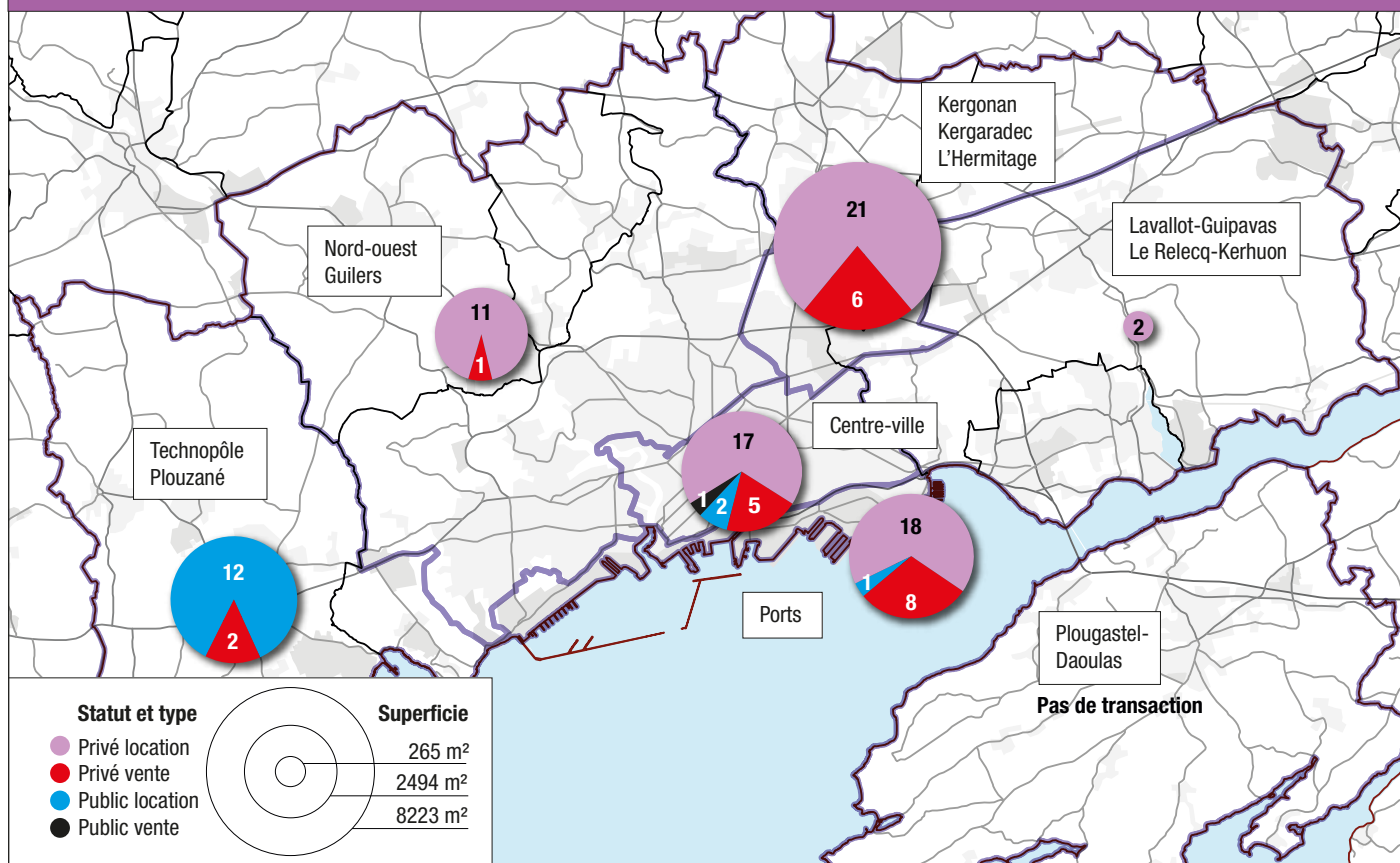 Kergonan
Kergaradec
L'Hermitage
21
6
Nord-ouest
Guilers
11
1
Lavallot-Guipavas
Le Relecq-Kerhuon
2
Technopôle
Plouzané
12
2
Centre-ville
17
1
2
5
18
1
8
Ports
Plougastel-
Daoulas
Pas de transaction
Statut et type
Privé location
Privé vente
Public location
Public vente
Superficie
265 m²
2494 m²
8223 m²